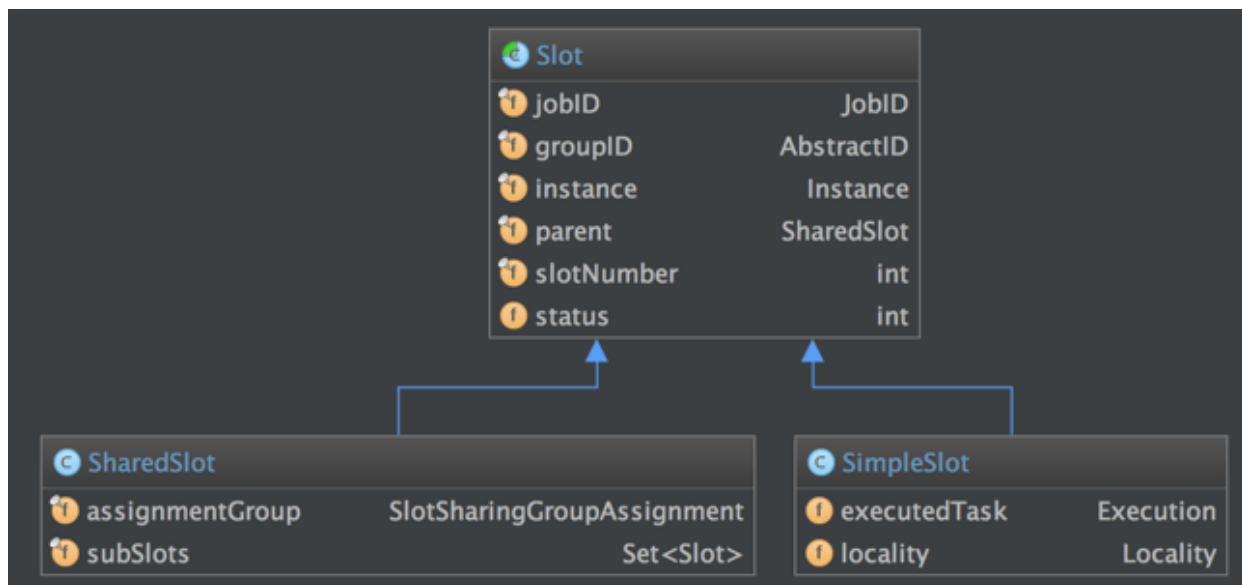 Slot
jobID JobID
groupID AbstractID
instance Instance
parent SharedSlot
slotNumber int
status int
SharedSlot
assignmentGroup SlotSharingGroupAssignment
subSlots Set<Slot>
SimpleSlot
executedTask Execution
locality Locality